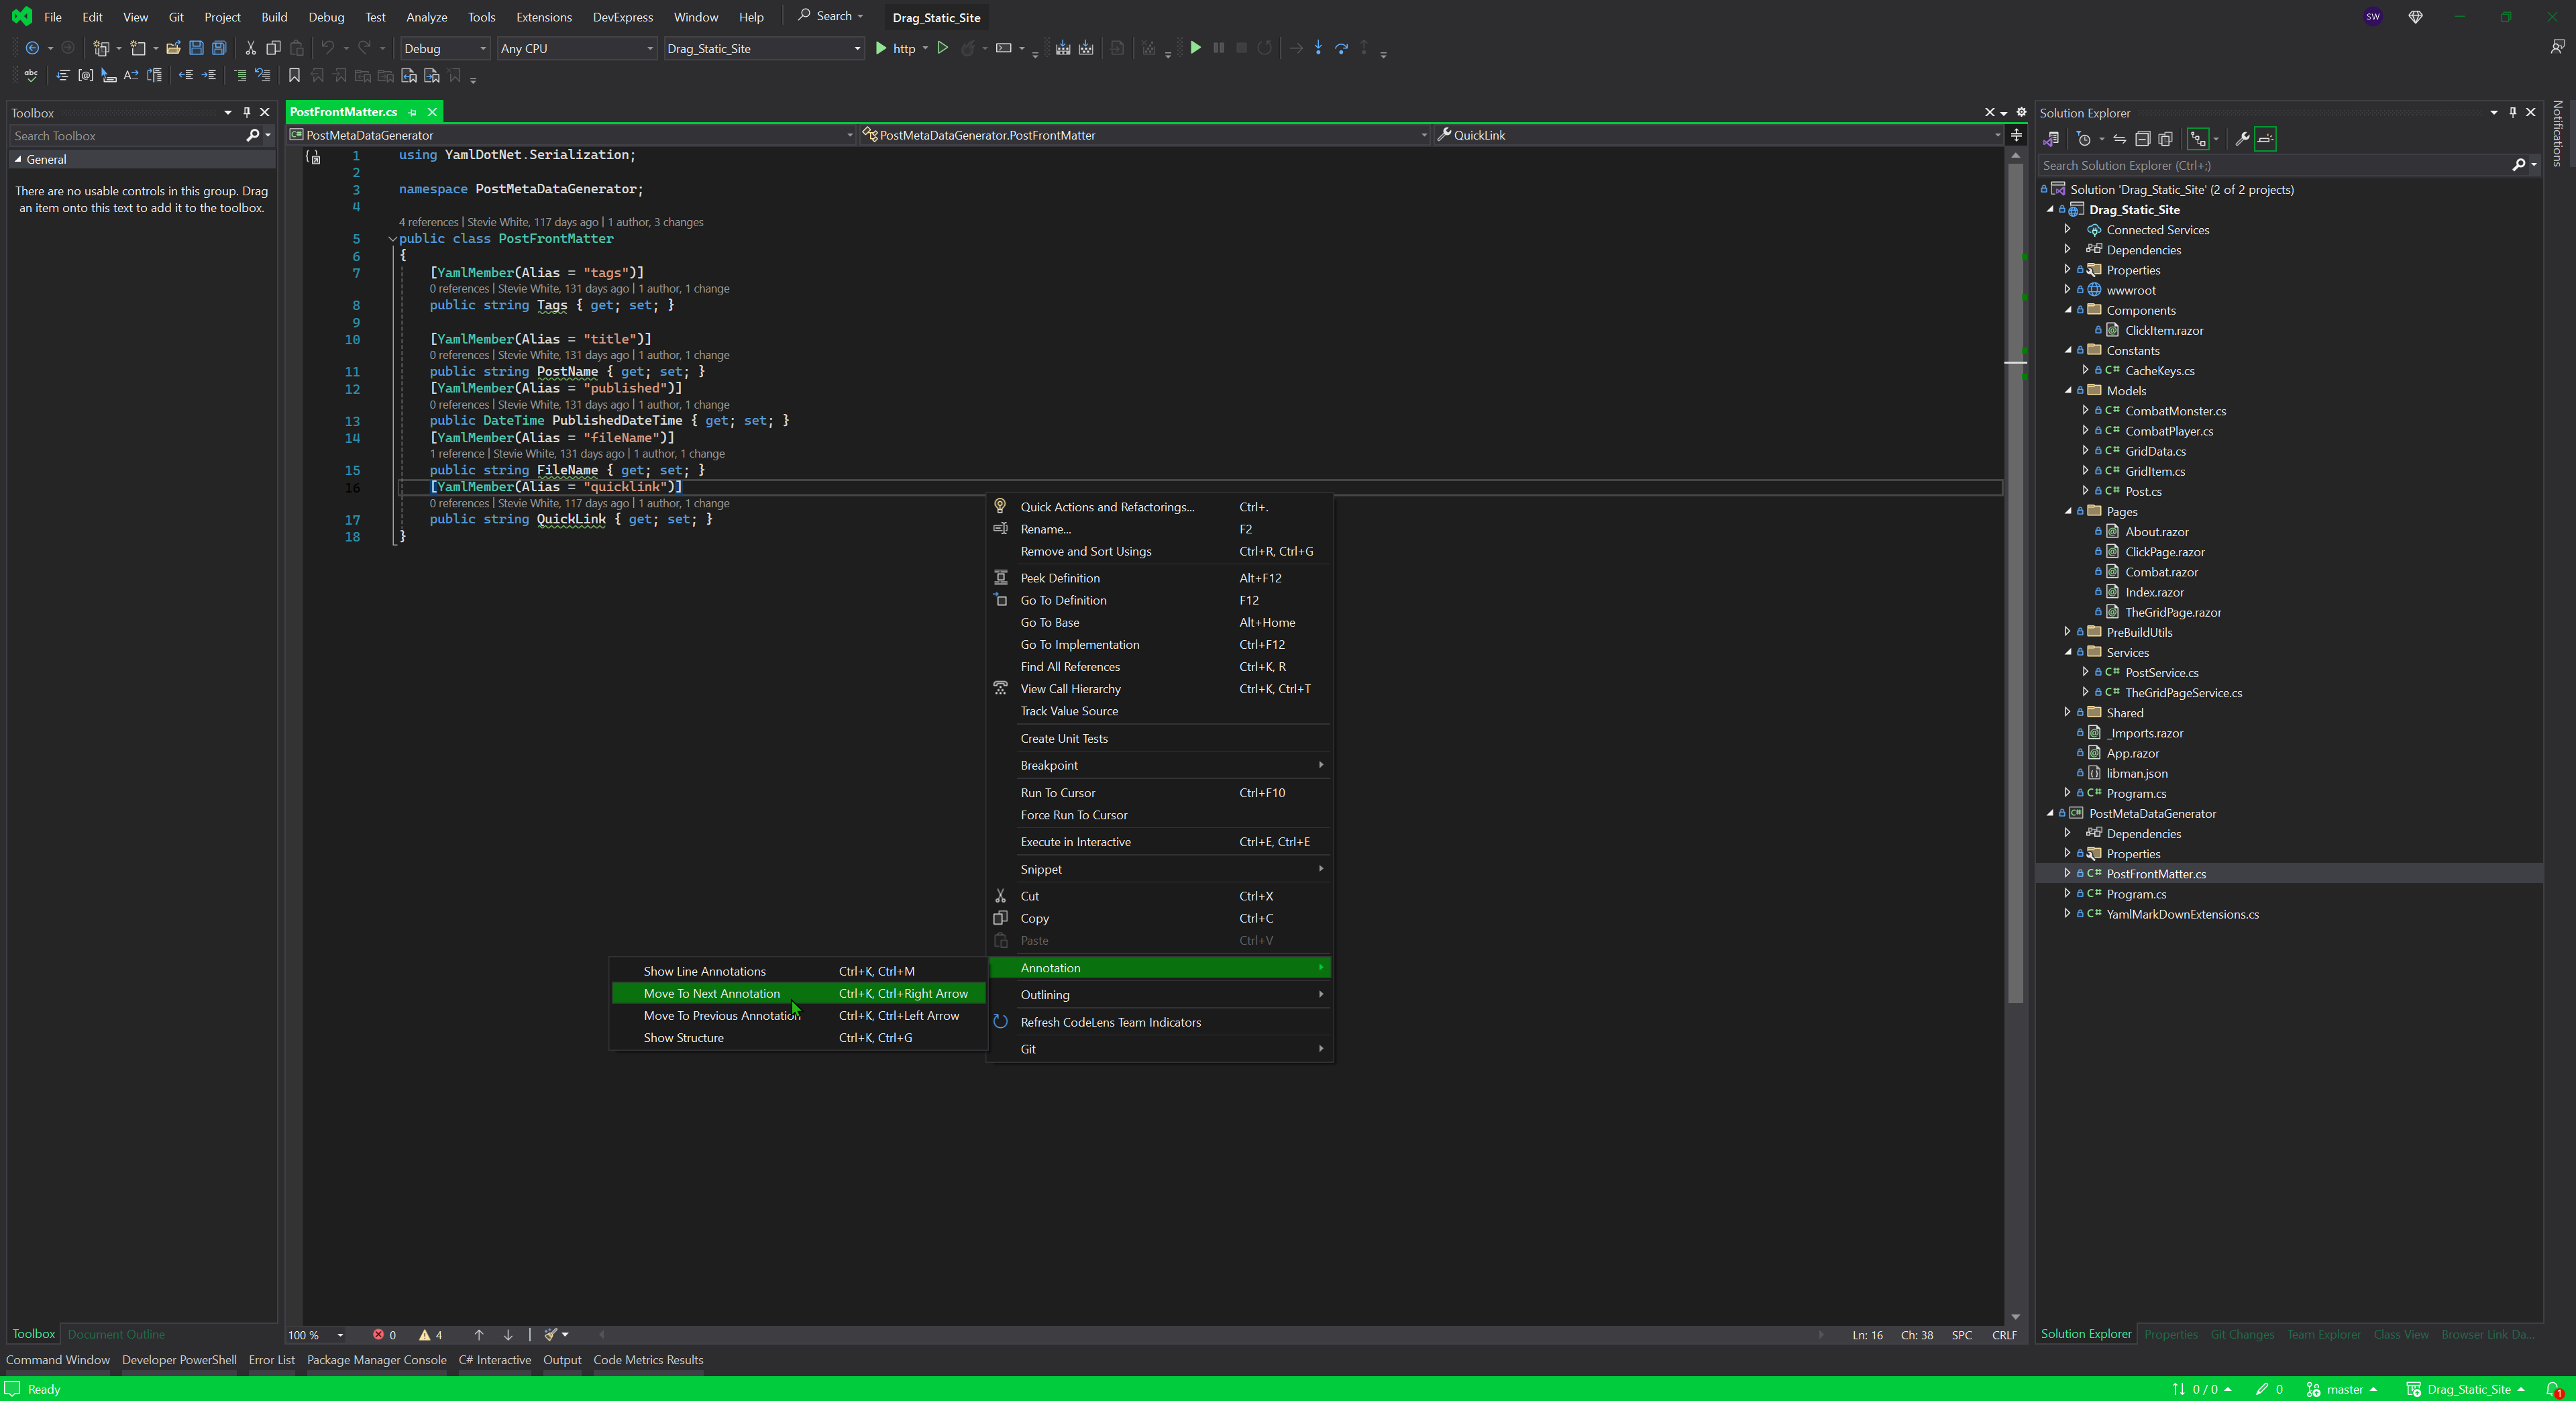 File Edit View Git Project Build Debug Test Analyze Tools Extensions DevExpress Window Help Search Drag_Static_Site SW
Debug Any CPU Drag_Static_Site http
abc
Toolbox
Search Toolbox
General
There are no usable controls in this group. Drag
an item onto this text to add it to the toolbox.
PostFrontMatter.cs
PostMetaDataGenerator PostMetaDataGenerator.PostFrontMatter QuickLink
1 using YamlDotNet.Serialization;
2
3 namespace PostMetaDataGenerator;
4
4 references | Stevie White, 117 days ago | 1 author, 3 changes
5 public class PostFrontMatter
6 {
7 [YamlMember(Alias = "tags")]
0 references | Stevie White, 131 days ago | 1 author, 1 change
8 public string Tags { get; set; }
9
10 [YamlMember(Alias = "title")]
0 references | Stevie White, 131 days ago | 1 author, 1 change
11 public string PostName { get; set; }
12 [YamlMember(Alias = "published")]
0 references | Stevie White, 131 days ago | 1 author, 1 change
13 public DateTime PublishedDateTime { get; set; }
14 [YamlMember(Alias = "fileName")]
1 reference | Stevie White, 131 days ago | 1 author, 1 change
15 public string FileName { get; set; }
16 [YamlMember(Alias = "quicklink")]
0 references | Stevie White, 117 days ago | 1 author, 1 change
17 public string QuickLink { get; set; }
18 }
Quick Actions and Refactorings... Ctrl+.
Rename... F2
Remove and Sort Usings Ctrl+R, Ctrl+G
Peek Definition Alt+F12
Go To Definition F12
Go To Base Alt+Home
Go To Implementation Ctrl+F12
Find All References Ctrl+K, R
View Call Hierarchy Ctrl+K, Ctrl+T
Track Value Source
Create Unit Tests
Breakpoint
Run To Cursor Ctrl+F10
Force Run To Cursor
Execute in Interactive Ctrl+E, Ctrl+E
Snippet
Cut Ctrl+X
Copy Ctrl+C
Paste Ctrl+V
Annotation
Outlining
Refresh CodeLens Team Indicators
Git
Show Line Annotations Ctrl+K, Ctrl+M
Move To Next Annotation Ctrl+K, Ctrl+Right Arrow
Move To Previous Annotation Ctrl+K, Ctrl+Left Arrow
Show Structure Ctrl+K, Ctrl+G
Solution Explorer
Search Solution Explorer (Ctrl+;)
Solution 'Drag_Static_Site' (2 of 2 projects)
Drag_Static_Site
Connected Services
Dependencies
Properties
wwwroot
Components
ClickItem.razor
Constants
C# CacheKeys.cs
Models
C# CombatMonster.cs
C# CombatPlayer.cs
C# GridData.cs
C# GridItem.cs
C# Post.cs
Pages
About.razor
ClickPage.razor
Combat.razor
Index.razor
TheGridPage.razor
PreBuildUtils
Services
C# PostService.cs
C# TheGridPageService.cs
Shared
_Imports.razor
App.razor
libman.json
C# Program.cs
C# PostMetaDataGenerator
Dependencies
Properties
C# PostFrontMatter.cs
C# Program.cs
C# YamlMarkDownExtensions.cs
Notifications
Toolbox Document Outline
100 % 0 4 Ln: 16 Ch: 38 SPC CRLF
Solution Explorer Properties Git Changes Team Explorer Class View Browser Link Da...
Command Window Developer PowerShell Error List Package Manager Console C# Interactive Output Code Metrics Results
Ready 0 / 0 0 master Drag_Static_Site 1